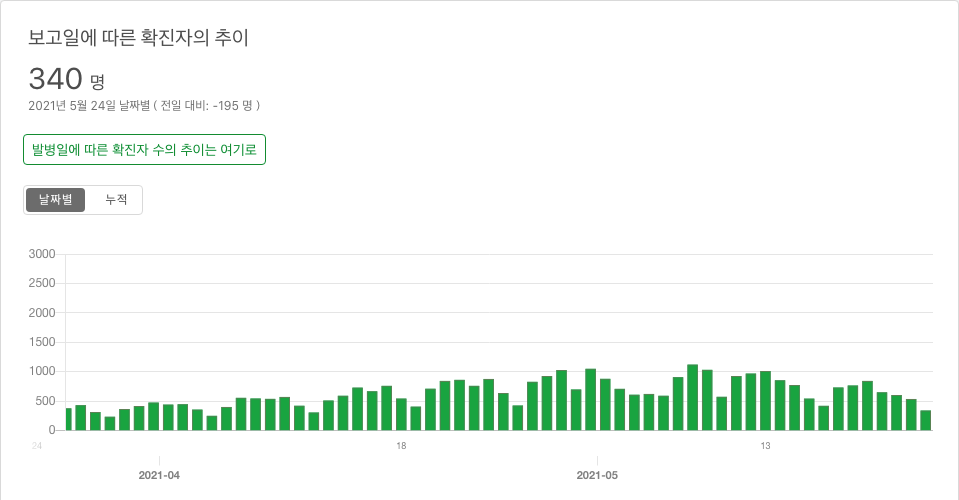 보고일에 따른 확진자의 추이
340 명
2021년 5월 24일 날짜별 ( 전일 대비: -195 명 )
발병일에 따른 확진자 수의 추이는 여기로
날짜별 누적
3000
2500
2000
1500
1000
500
0
24 18 13
2021-04 2021-05